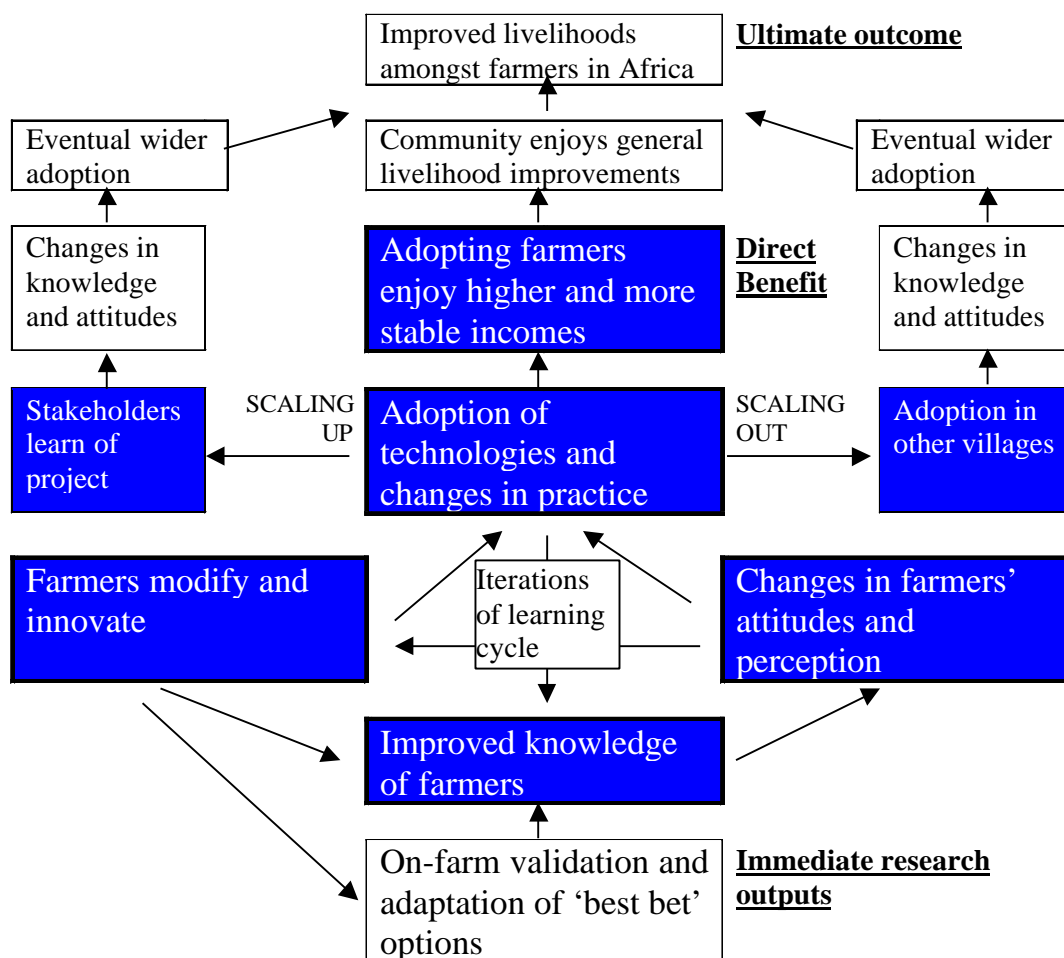 Improved livelihoods
amongst farmers in Africa
Ultimate outcome
Eventual wider
adoption
Community enjoys general
livelihood improvements
Eventual wider
adoption
Changes in
knowledge
and attitudes
Adopting farmers
enjoy higher and more
stable incomes
Direct
Benefit
Changes in
knowledge
and attitudes
Stakeholders
learn of
project
SCALING
UP
Adoption of
technologies and
changes in practice
SCALING
OUT
Adoption in
other villages
Farmers modify and
innovate
Iterations
of learning
cycle
Changes in farmers’
attitudes and
perception
Improved knowledge
of farmers
On-farm validation and
adaptation of ‘best bet’
options
Immediate research
outputs